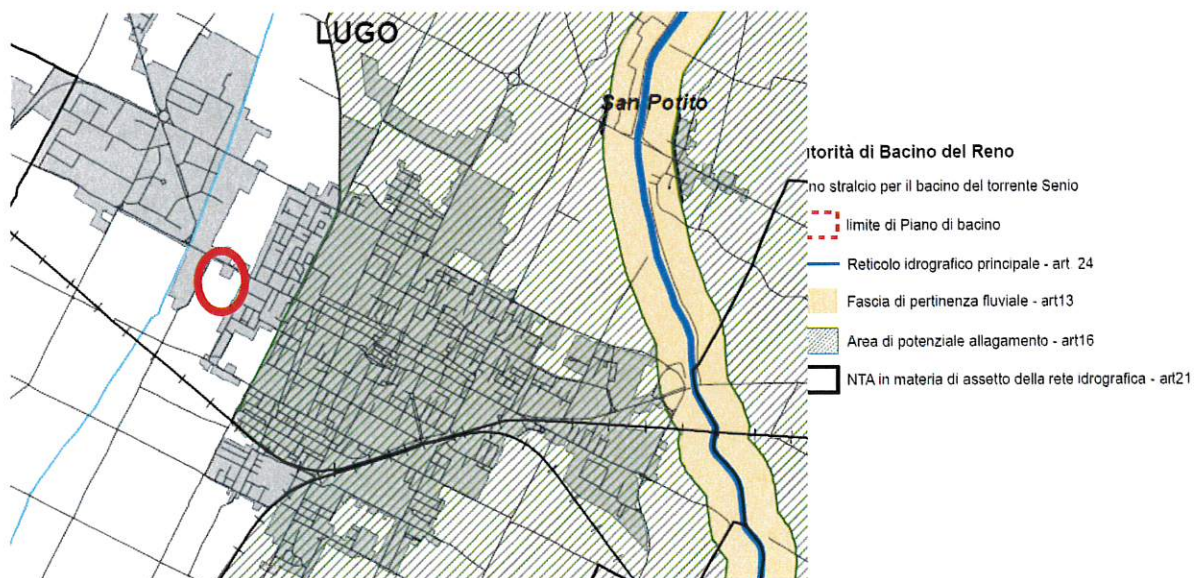 LUGO
San Potito
torità di Bacino del Reno
no stralcio per il bacino del torrente Senio
limite di Piano di bacino
Reticolo idrografico principale - art. 24
Fascia di pertinenza fluviale - art13
Area di potenziale allagamento - art16
NTA in materia di assetto della rete idrografica - art21